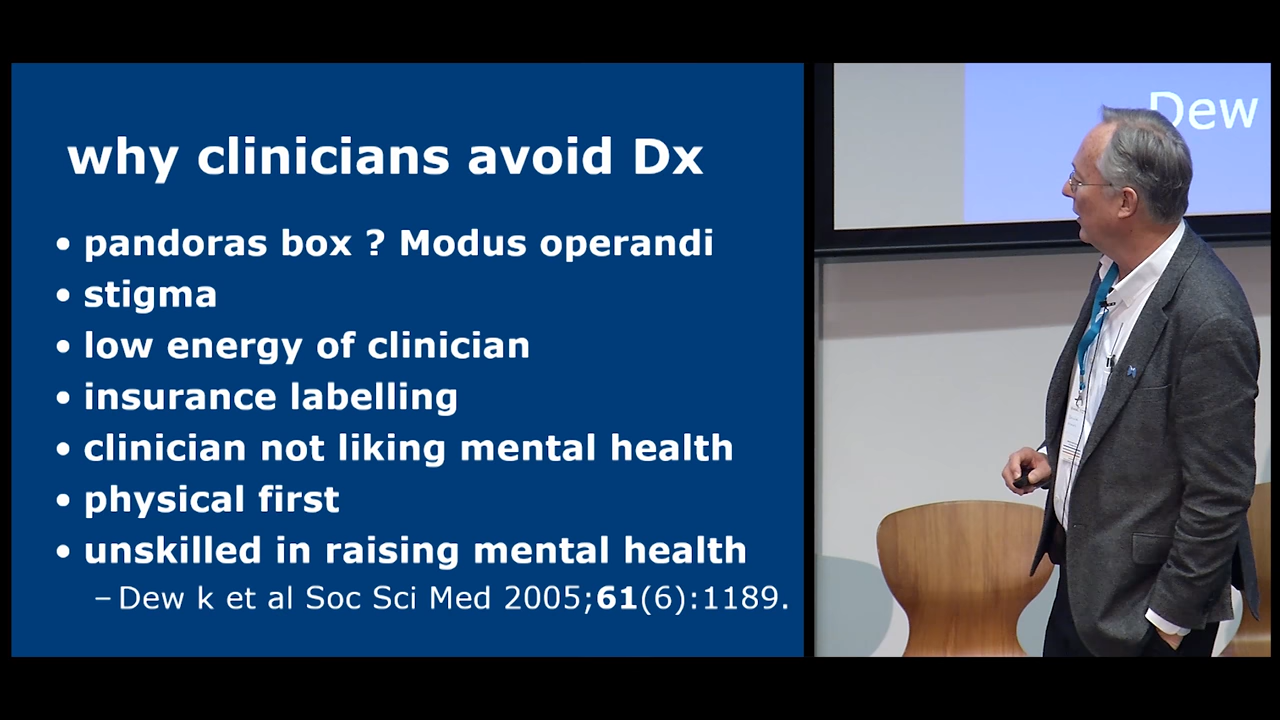 why clinicians avoid Dx
• pandoras box ? Modus operandi
• stigma
• low energy of clinician
• insurance labelling
• clinician not liking mental health
• physical first
• unskilled in raising mental health
– Dew k et al Soc Sci Med 2005;61(6):1189.
Dew